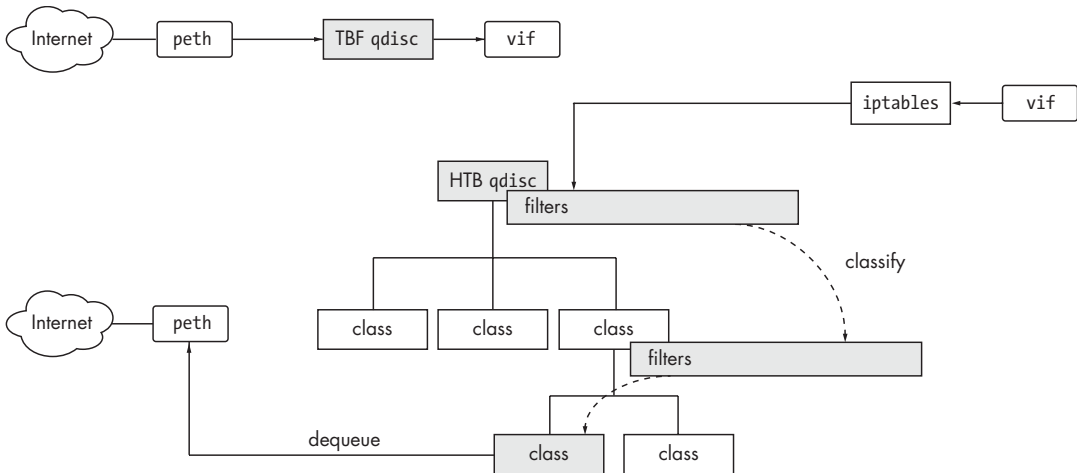 Internet
peth
TBF qdisc
vif
iptables
vif
HTB qdisc
filters
classify
Internet
peth
class
class
class
filters
dequeue
class
class